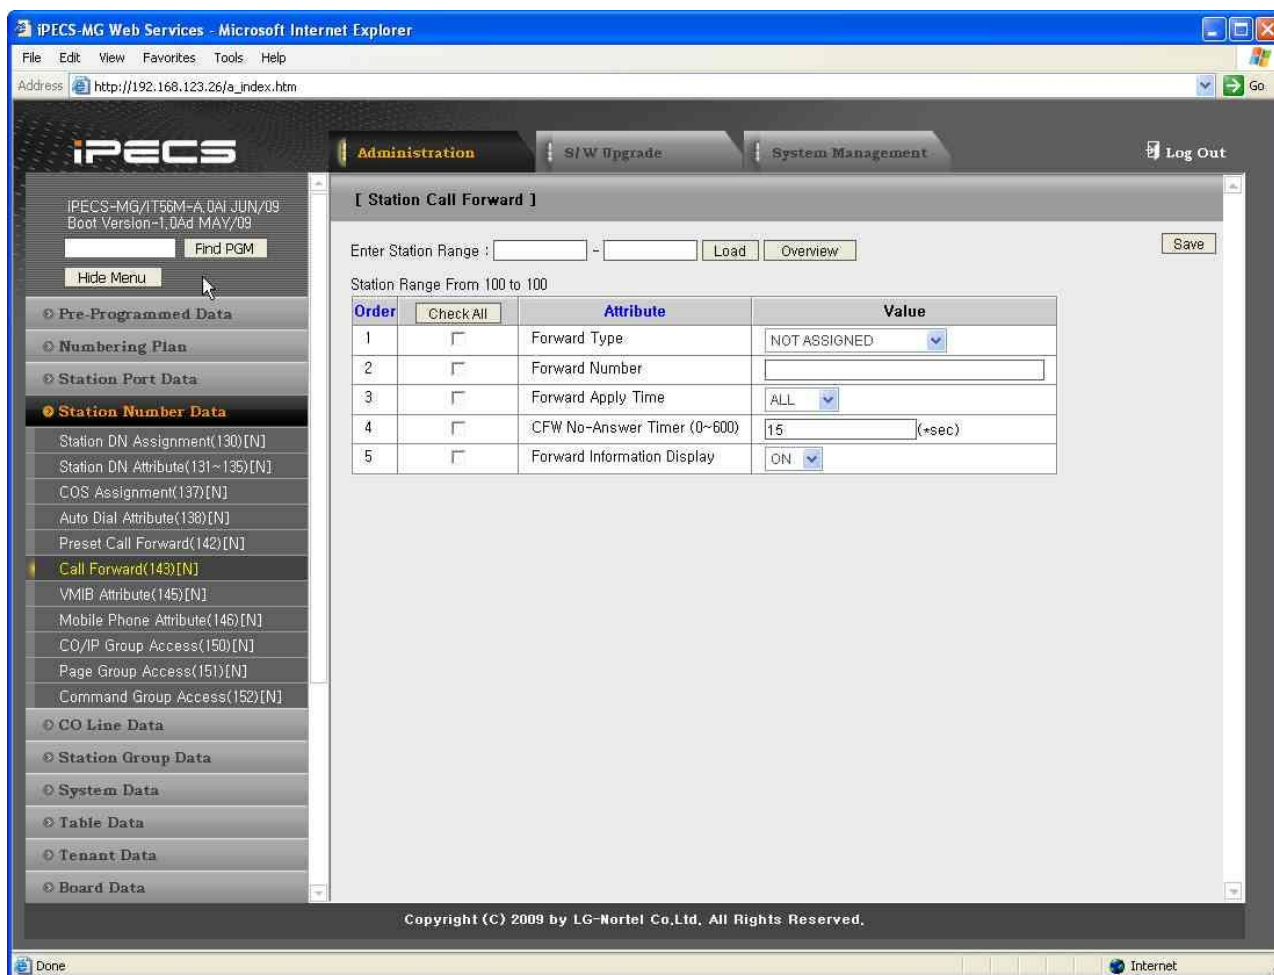 iPECS-MG Web Services - Microsoft Internet Explorer
File Edit View Favorites Tools Help
Address http://192.168.123.26/a_index.htm Go
iPECS
Administration S/W Upgrade System Management Log Out
iPECS-MG/IT56M-A,0Ai JUN/09
Boot Version-1,0Ad MAY/09
Find PGM
Hide Menu
Pre-Programmed Data
Numbering Plan
Station Port Data
Station Number Data
Station DN Assignment(130)[N]
Station DN Attribute(131~135)[N]
COS Assignment(137)[N]
Auto Dial Attribute(138)[N]
Preset Call Forward(142)[N]
Call Forward(143)[N]
VMIB Attribute(145)[N]
Mobile Phone Attribute(146)[N]
CO/IP Group Access(150)[N]
Page Group Access(151)[N]
Command Group Access(152)[N]
CO Line Data
Station Group Data
System Data
Table Data
Tenant Data
Board Data
[ Station Call Forward ]
Enter Station Range : - Load Overview Save
Station Range From 100 to 100
Order Check All Attribute Value
1 Forward Type NOT ASSIGNED
2 Forward Number
3 Forward Apply Time ALL
4 CFW No-Answer Timer (0~600) 15 (*sec)
5 Forward Information Display ON
Copyright (C) 2009 by LG-Nortel Co,Ltd, All Rights Reserved,
Done Internet